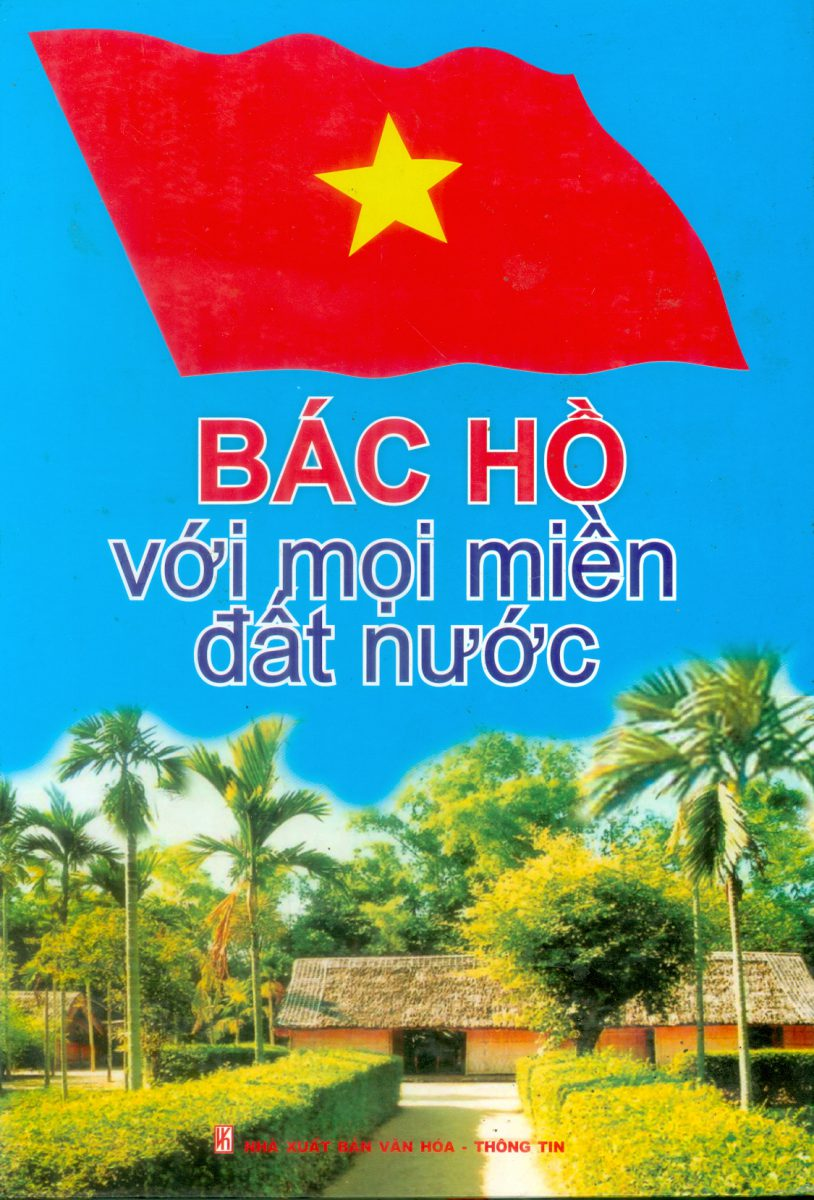 BÁC HỒ
với mọi miền
đất nước
NHÀ XUẤT BẢN VĂN HÓA - THÔNG TIN